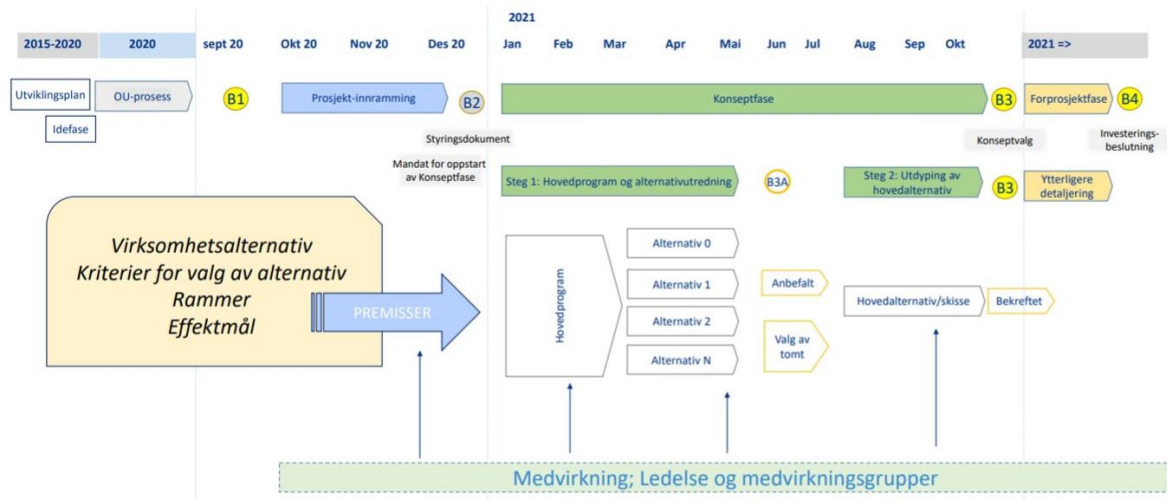 2021
2015-2020 2020 sept 20 Okt 20 Nov 20 Des 20 Jan Feb Mar Apr Mai Jun Jul Aug Sep Okt 2021 =>
Utviklingsplan OU-prosess B1 Prosjekt-innramming B2 Konseptfase B3 Forprosjektfase B4
Idefase
Styringsdokument
Konseptvalg
Investerings-
beslutning
Mandat for oppstart
av Konseptfase
Steg 1: Hovedprogram og alternativutredning B3A
Steg 2: Utdyping av
hovedalternativ
B3
Ytterligere
detaljering
Virksomhetsalternativ
Kriterier for valg av alternativ
Rammer
Effektmål
PREMISSER
Hovedprogram
Alternativ 0
Alternativ 1
Alternativ 2
Alternativ N
Anbefalt
Valg av
tomt
Hovedalternativ/skisse
Bekreftet
Medvirkning; Ledelse og medvirkningsgrupper